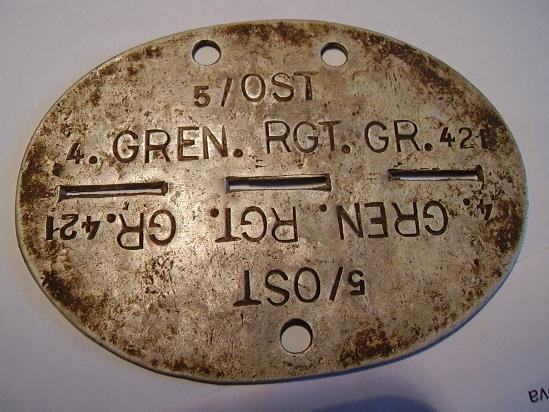 5/OST
4. GREN. RGT. GR. 421
4. GREN. RGT. GR. 421
5/OST